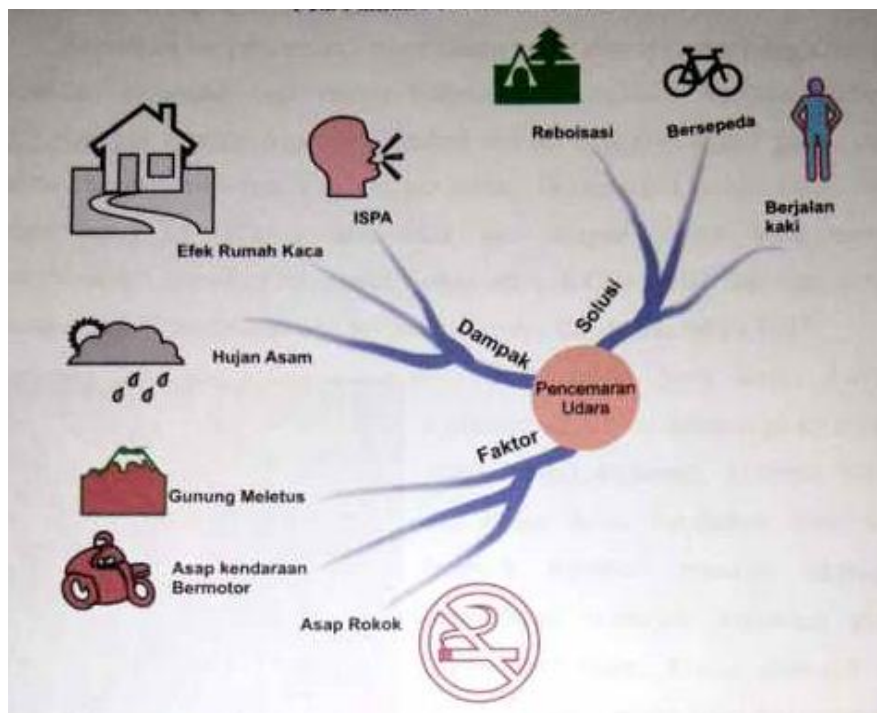 Reboisasi
Bersepeda
Berjalan
kaki
ISPA
Efek Rumah Kaca
Hujan Asam
Dampak
Solusi
Pencemaran
Udara
Faktor
Gunung Meletus
Asap kendaraan
Bermotor
Asap Rokok